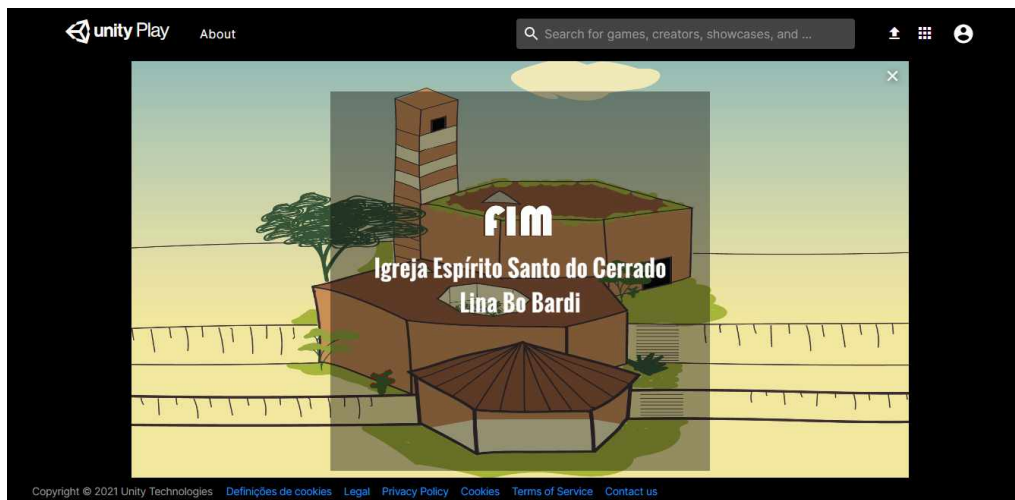 unity Play
About
Search for games, creators, showcases, and ...
FIM
Igreja Espírito Santo do Cerrado
Lina Bo Bardi
Copyright © 2021 Unity Technologies Definições de cookies Legal Privacy Policy Cookies Terms of Service Contact us